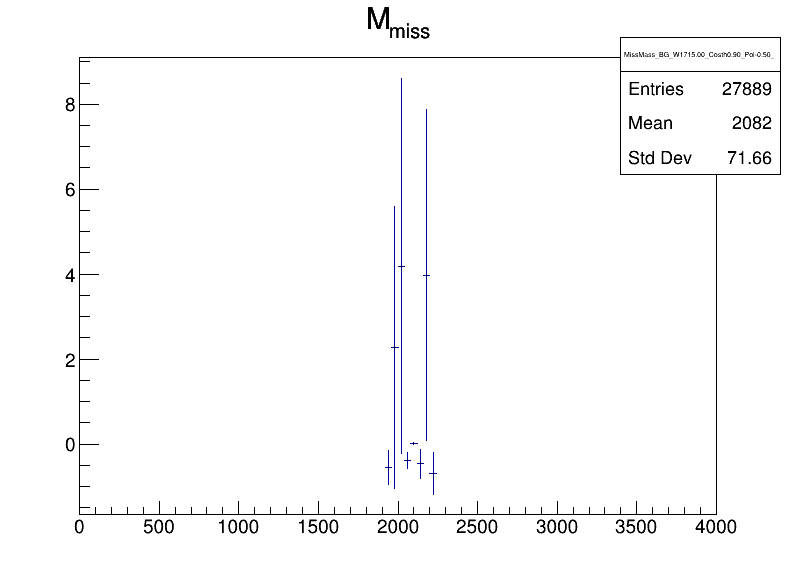 M_miss
MissMass_BG_W1715.00_Costh0.90_Pol-0.50_
Entries 27889
Mean 2082
Std Dev 71.66
8
6
4
2
0
0 500 1000 1500 2000 2500 3000 3500 4000